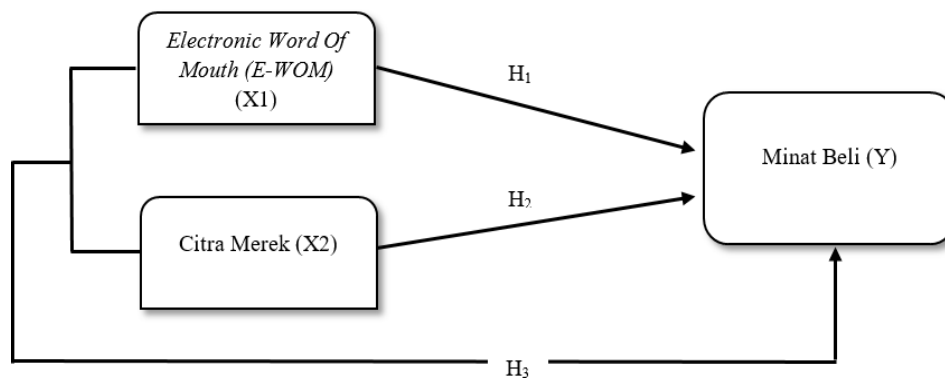 Electronic Word Of
Mouth (E-WOM)
(X1)
H1
Minat Beli (Y)
H2
Citra Merek (X2)
H3